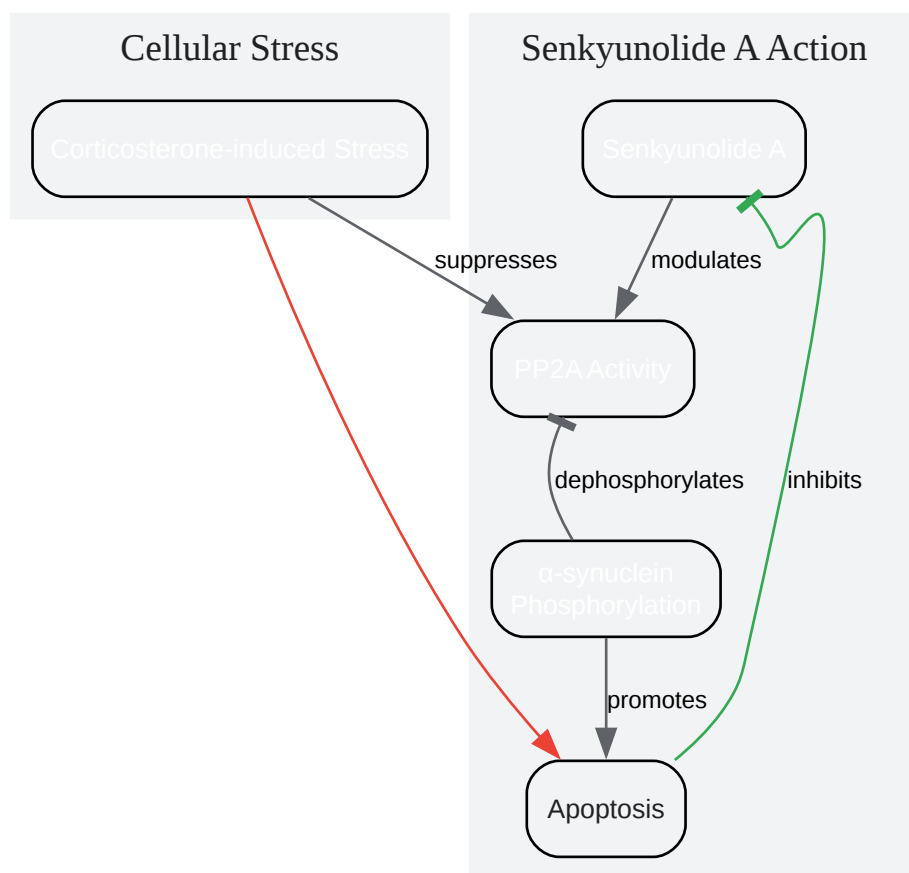 Cellular Stress
Senkyunolide A Action
Corticosterone-induced Stress
Senkyunolide A
suppresses
modulates
PP2A Activity
dephosphorylates
inhibits
α-synuclein
Phosphorylation
promotes
Apoptosis